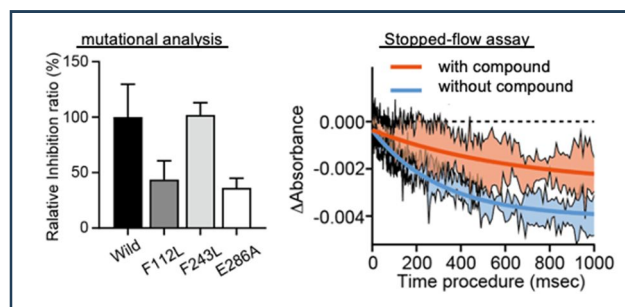 mutational analysis
Ralative Inhibition ratio (%)
150
100
50
0
Wild
F112L
F243L
E286A
Stopped-flow assay
with compound
without compound
ΔAbsorbance
0.000
-0.002
-0.004
0 200 400 600 800 1000
Time procedure (msec)